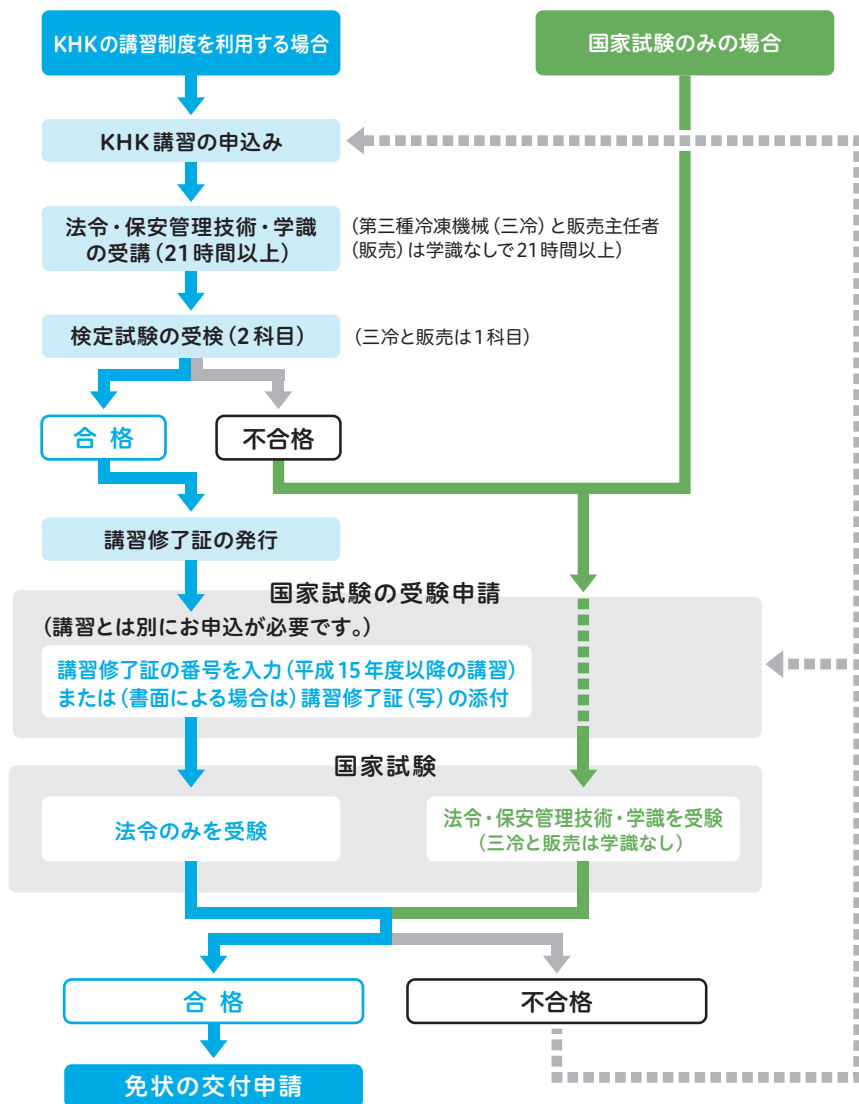 KHKの講習制度を利用する場合
国家試験のみの場合
KHK講習の申込み
法令・保安管理技術・学識
の受講（21時間以上）
（第三種冷凍機械（三冷）と販売主任者
（販売）は学識なしで21時間以上）
検定試験の受検（2科目）
（三冷と販売は1科目）
合 格
不合格
講習修了証の発行
国家試験の受験申請
（講習とは別にお申込が必要です。）
講習修了証の番号を入力（平成15年度以降の講習）
または（書面による場合は）講習修了証（写）の添付
国家試験
法令のみを受験
法令・保安管理技術・学識を受験
（三冷と販売は学識なし）
合 格
不合格
免状の交付申請